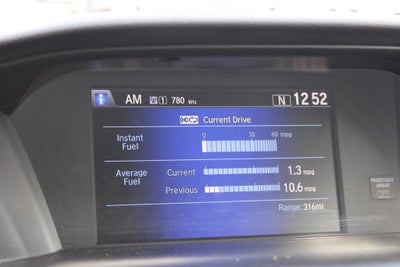 i AM 1 780 kHz N 12 52
Current Drive
0 30 60 mpg
Instant
Fuel
Average
Fuel
Current 1.3 mpg
Previous 10.6 mpg
Range: 316mi
PASSENGER
AIRBAG